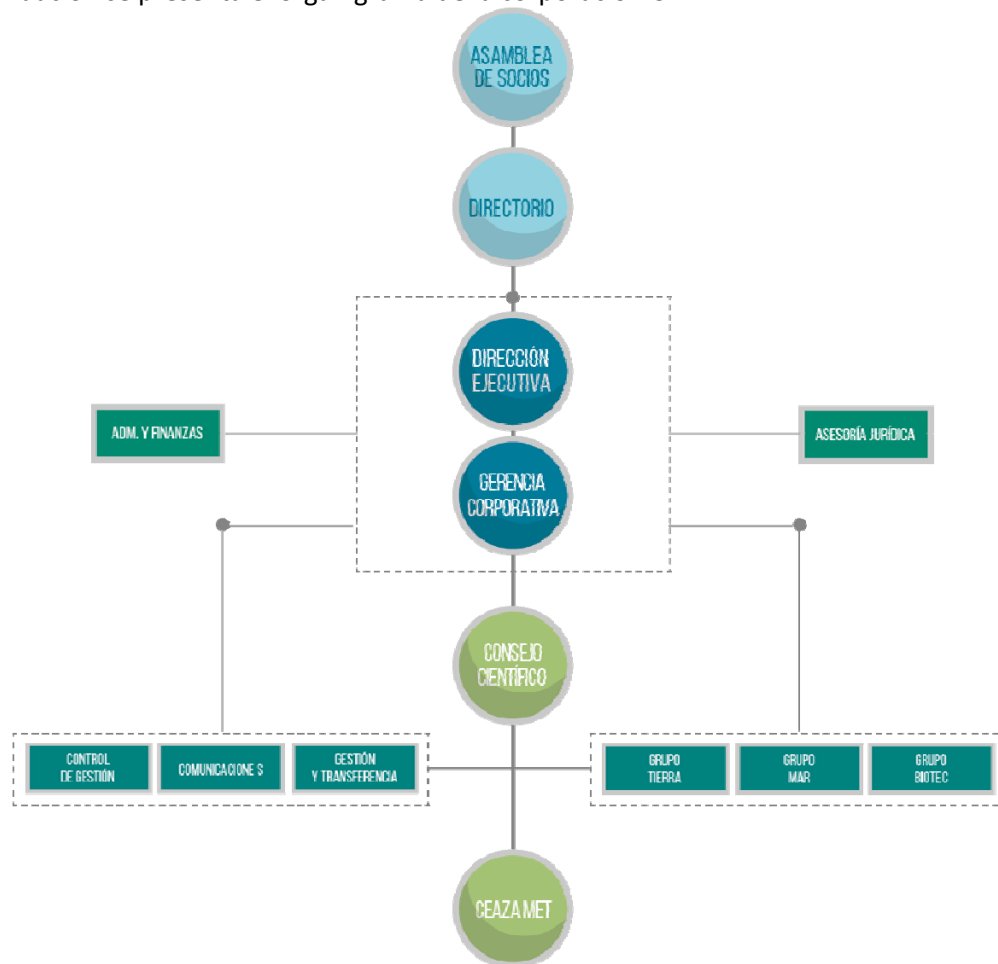 ASAMBLEA
DE SOCIOS
DIRECTORIO
DIRECCIÓN
EJECUTIVA
ADM. Y FINANZAS
ASESORÍA JURÍDICA
GERENCIA
CORPORATIVA
CONSEJO
CIENTÍFICO
CONTROL
DE GESTIÓN
COMUNICACIONE S
GESTIÓN
Y TRANSFERENCIA
GRUPO
TIERRA
GRUPO
MAR
GRUPO
BIOTEC
CEAZA MET